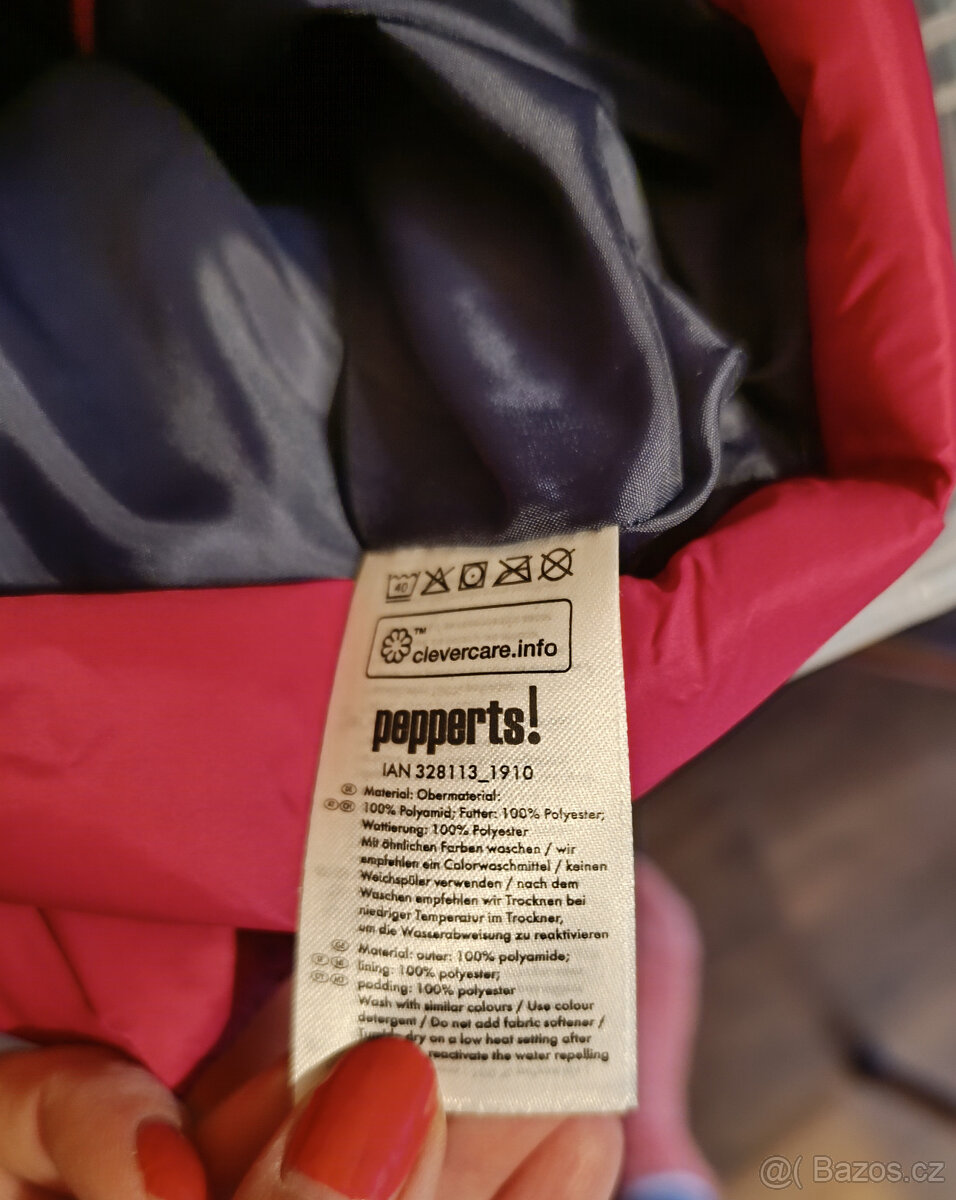 40
™
clevercare.info
pepperts!
IAN 328113_1910
DE Material: Obermaterial:
AT CH 100% Polyamid; Futter: 100% Polyester;
Wattierung: 100% Polyester
Mit ähnlichen Farben waschen / wir
empfehlen ein Colorwaschmittel / keinen
Weichspüler verwenden / nach dem
Waschen empfehlen wir Trocknen bei
niedriger Temperatur im Trockner,
um die Wasserabweisung zu reaktivieren
Material: outer: 100% polyamide;
lining: 100% polyester;
padding: 100% polyester
Wash with similar colours / Use colour
detergent / Do not add fabric softener /
dry on a low heat setting after
reactivate the water repelling
@( Bazos.cz